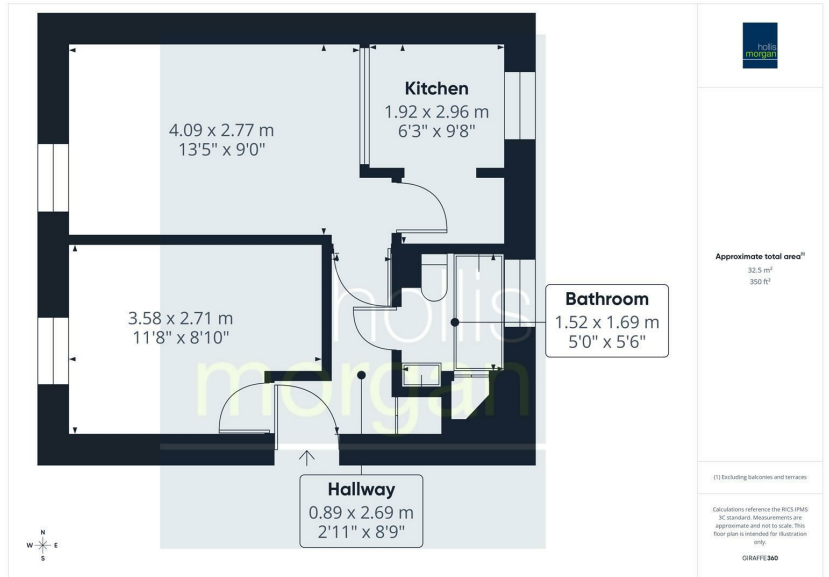 hollis
morgan
Kitchen
1.92 x 2.96 m
6'3" x 9'8"
4.09 x 2.77 m
13'5" x 9'0"
3.58 x 2.71 m
11'8" x 8'10"
Bathroom
1.52 x 1.69 m
5'0" x 5'6"
Hallway
0.89 x 2.69 m
2'11" x 8'9"
hollis
morgan
N
W E
S
Approximate total area(1)
32.5 m²
350 ft²
(1) Excluding balconies and terraces
Calculations reference the RICS IPMS
3C standard. Measurements are
approximate and not to scale. This
floor plan is intended for illustration
only.
GIRAFFE360